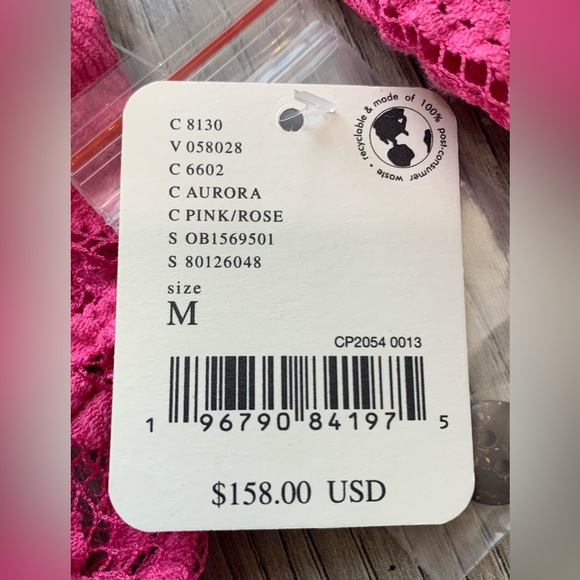 C 8130
V 058028
C 6602
C AURORA
C PINK/ROSE
S OB1569501
S 80126048
size
M
recyclable & made of 100% post-consumer waste •
CP2054 0013
1 96790 84197 5
$158.00 USD